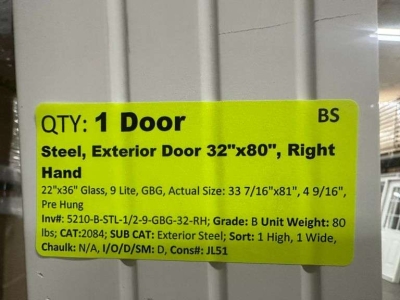 QTY: 1 Door BS
Steel, Exterior Door 32"x80", Right
Hand
22"x36" Glass, 9 Lite, GBG, Actual Size: 33 7/16"x81", 4 9/16",
Pre Hung
Inv#: 5210-B-STL-1/2-9-GBG-32-RH; Grade: B Unit Weight: 80
lbs; CAT:2084; SUB CAT: Exterior Steel; Sort: 1 High, 1 Wide,
Chaulk: N/A, I/O/D/SM: D, Cons#: JL51